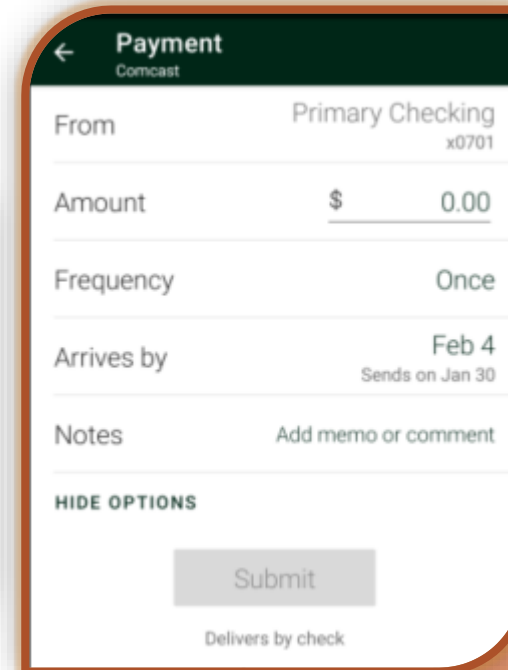 Payment
Comcast
From Primary Checking
x0701
Amount $ 0.00
Frequency Once
Arrives by Feb 4
Sends on Jan 30
Notes Add memo or comment
HIDE OPTIONS
Submit
Delivers by check